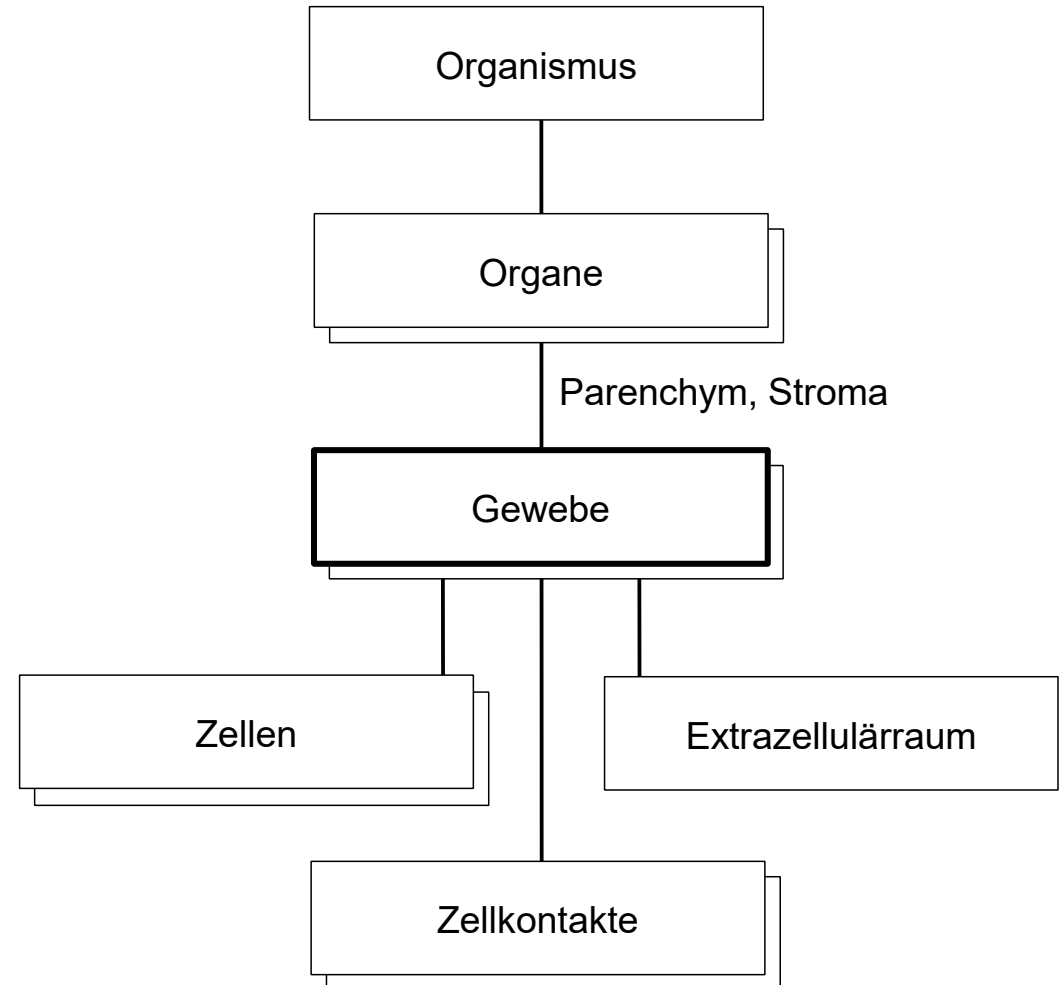 Organismus
Organe
Parenchym, Stroma
Gewebe
Zellen
Extrazellulärraum
Zellkontakte